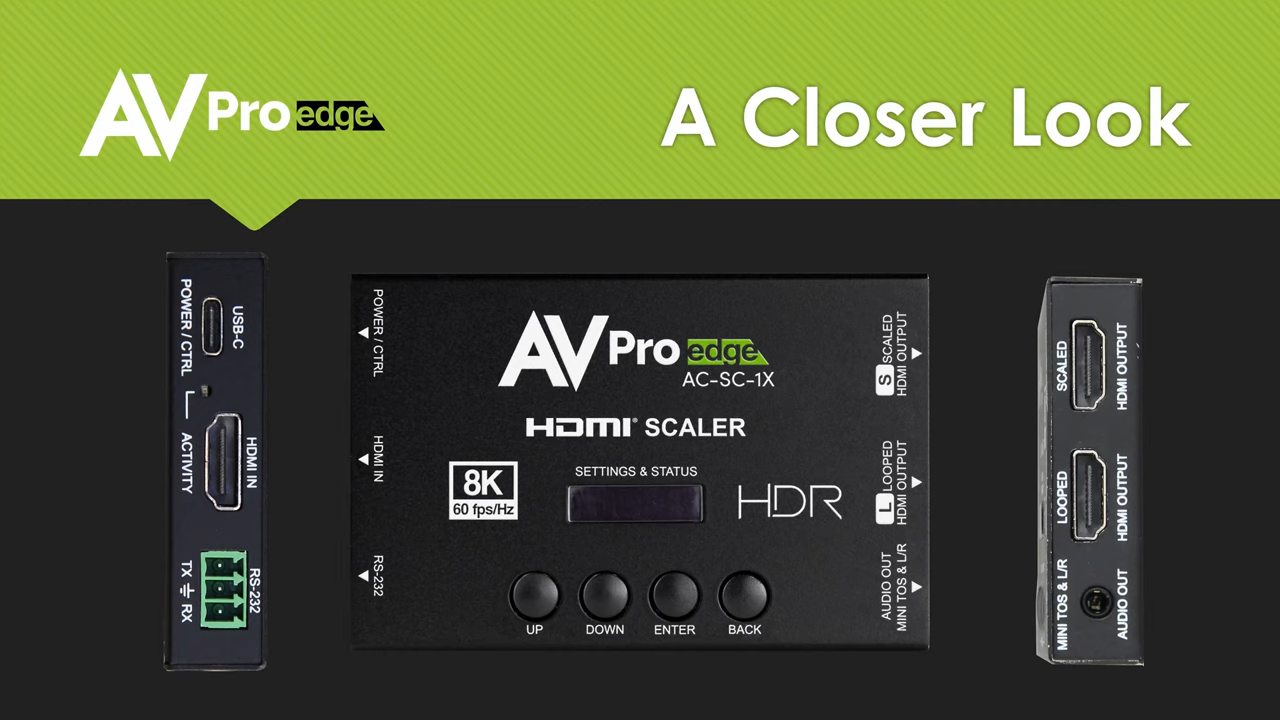 AVPro edge
A Closer Look
USB-C
POWER / CTRL
ACTIVITY
HDMI IN
RS-232
TX RX
POWER / CTRL
HDMI IN
RS-232
AVPro edge
AC-SC-1X
HDMI® SCALER
8K
60 fps/Hz
SETTINGS & STATUS
HDR
UP DOWN ENTER BACK
S SCALED
HDMI OUTPUT
L LOOPED
HDMI OUTPUT
AUDIO OUT
MINI TOS & L/R
SCALED
HDMI OUTPUT
LOOPED
HDMI OUTPUT
MINI TOS & L/R
AUDIO OUT